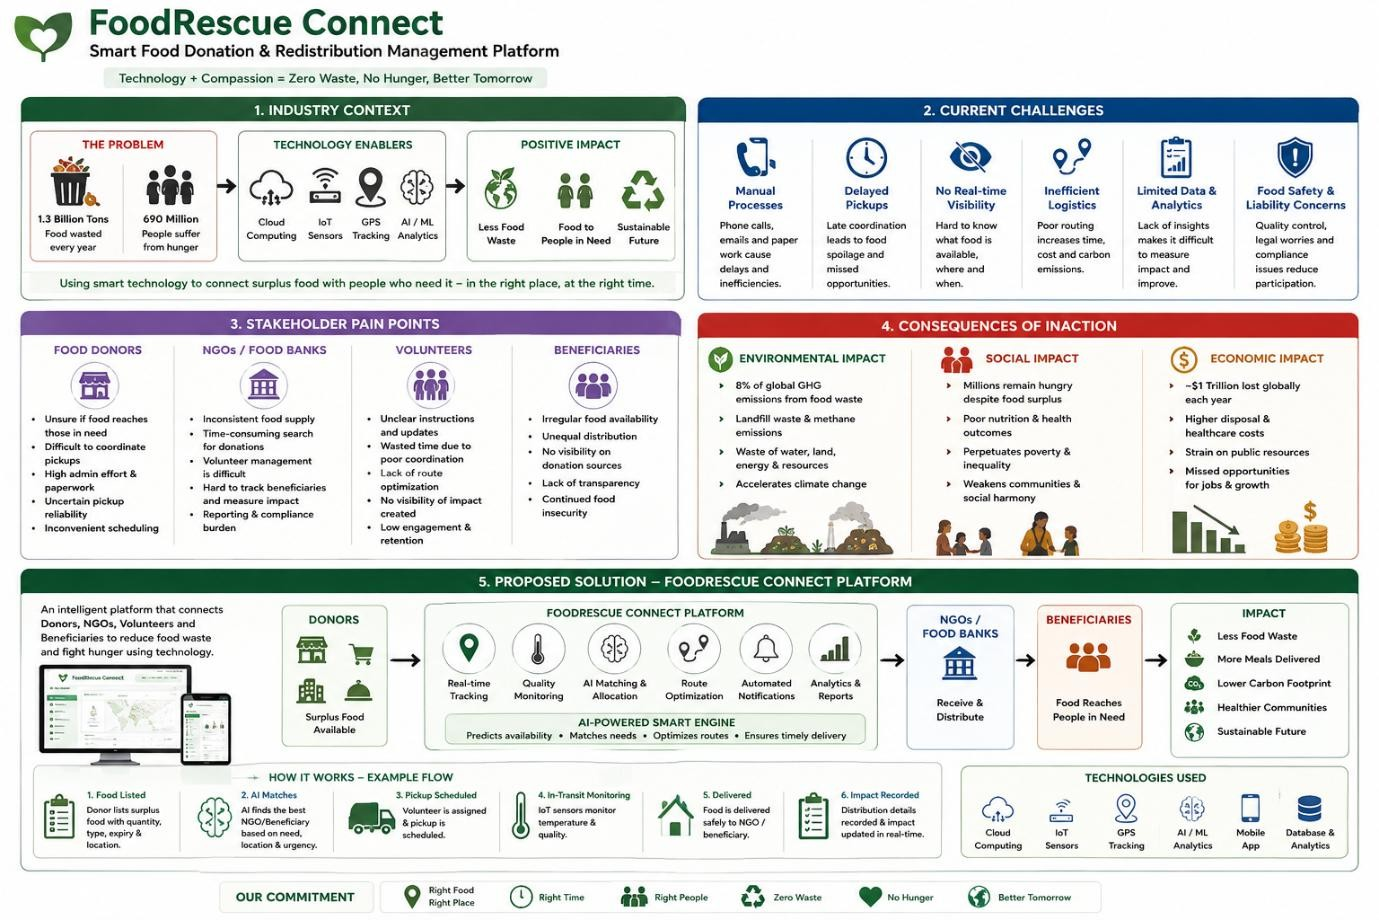 FoodRescue Connect
Smart Food Donation & Redistribution Management Platform
Technology + Compassion = Zero Waste, No Hunger, Better Tomorrow
1. INDUSTRY CONTEXT
THE PROBLEM
1.3 Billion Tons
Food wasted
every year
690 Million
People suffer
from hunger
TECHNOLOGY ENABLERS
Cloud
Computing
IoT
Sensors
GPS
Tracking
AI / ML
Analytics
POSITIVE IMPACT
Less Food
Waste
Food to
People in Need
Sustainable
Future
Using smart technology to connect surplus food with people who need it – in the right place, at the right time.
2. CURRENT CHALLENGES
Manual
Processes
Phone calls,
emails and paper
work cause
delays and
inefficiencies.
Delayed
Pickups
Late coordination
leads to food
spoilage and
missed
opportunities.
No Real-time
Visibility
Hard to know
what food is
available,
where and
when.
Inefficient
Logistics
Poor routing
increases time,
cost and carbon
emissions.
Limited Data &
Analytics
Lack of insights
makes it difficult
to measure
impact and
improve.
Food Safety &
Liability Concerns
Quality control,
legal worries and
compliance
issues reduce
participation.
3. STAKEHOLDER PAIN POINTS
FOOD DONORS
• Unsure if food reaches
those in need
• Difficult to coordinate
pickups
• High admin effort &
paperwork
• Uncertain pickup
reliability
• Inconvenient scheduling
NGOs / FOOD BANKS
• Inconsistent food supply
• Time-consuming search
for donations
• Volunteer management
is difficult
• Hard to track beneficiaries
and measure impact
• Reporting & compliance
burden
VOLUNTEERS
• Unclear instructions
and updates
• Wasted time due to
poor coordination
• Lack of route
optimization
• No visibility of impact
created
• Low engagement &
retention
BENEFICIARIES
• Irregular food availability
• Unequal distribution
• No visibility on
donation sources
• Lack of transparency
• Continued food
insecurity
4. CONSEQUENCES OF INACTION
ENVIRONMENTAL IMPACT
8% of global GHG
emissions from food waste
Landfill waste & methane
emissions
Waste of water, land,
energy & resources
Accelerates climate change
SOCIAL IMPACT
Millions remain hungry
despite food surplus
Poor nutrition & health
outcomes
Perpetuates poverty &
inequality
Weakens communities &
social harmony
$
ECONOMIC IMPACT
~$1 Trillion lost globally
each year
Higher disposal &
healthcare costs
Strain on public resources
Missed opportunities
for jobs & growth
$
5. PROPOSED SOLUTION – FOODRESCUE CONNECT PLATFORM
An intelligent platform that connects
Donors, NGOs, Volunteers and
Beneficiaries to reduce food waste
and fight hunger using technology.
FoodRescue Connect
DONORS
Surplus Food
Available
FOODRESCUE CONNECT PLATFORM
Real-time
Tracking
Quality
Monitoring
AI Matching &
Allocation
Route
Optimization
Automated
Notifications
Analytics &
Reports
AI-POWERED SMART ENGINE
Predicts availability • Matches needs • Optimizes routes • Ensures timely delivery
NGOs /
FOOD BANKS
Receive &
Distribute
BENEFICIARIES
Food Reaches
People in Need
IMPACT
Less Food Waste
More Meals Delivered
CO₂ Lower Carbon Footprint
Healthier Communities
Sustainable Future
HOW IT WORKS – EXAMPLE FLOW
1. Food Listed
Donor lists surplus
food with quantity,
type, expiry &
location.
2. AI Matches
AI finds the best
NGO/Beneficiary
based on need,
location & urgency.
3. Pickup Scheduled
Volunteer is assigned
& pickup is
scheduled.
4. In-Transit Monitoring
IoT sensors monitor
temperature &
quality.
5. Delivered
Food is delivered
safely to NGO /
beneficiary.
6. Impact Recorded
Distribution details
recorded & impact
updated in real-time.
TECHNOLOGIES USED
Cloud
Computing
IoT
Sensors
GPS
Tracking
AI / ML
Analytics
Mobile
App
Database &
Analytics
OUR COMMITMENT
Right Food
Right Place
Right Time
Right People
Zero Waste
No Hunger
Better Tomorrow